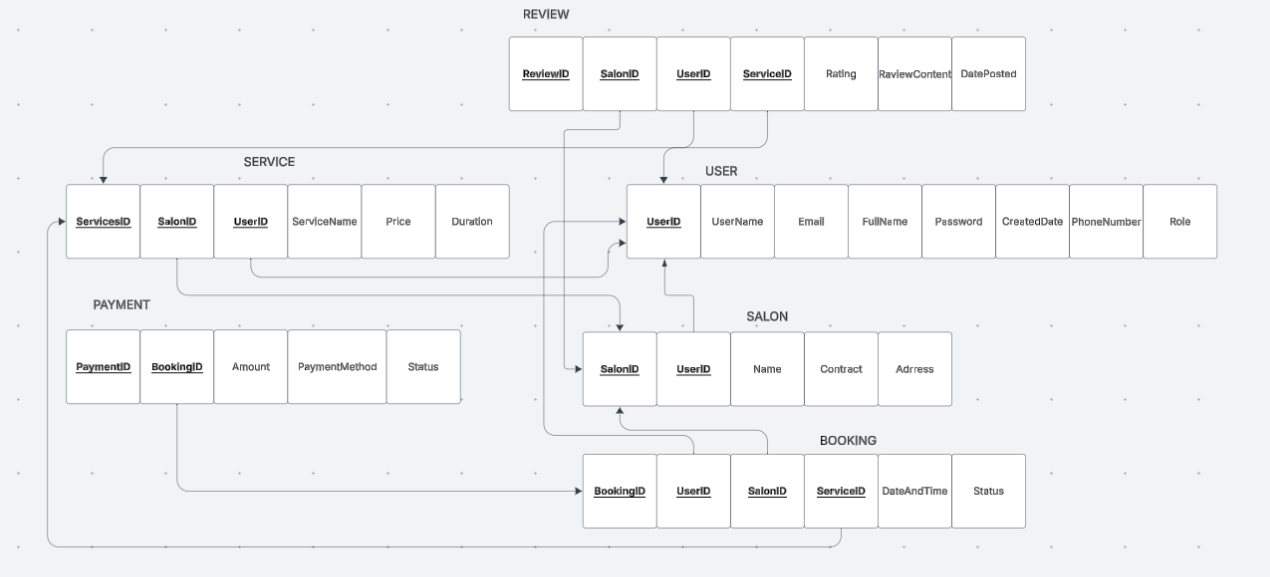 REVIEW
ReviewID SalonID UserID ServiceID Rating RaviewContent DatePosted
SERVICE
USER
ServicesID SalonID UserID ServiceName Price Duration
UserID UserName Email FullName Password CreatedDate PhoneNumber Role
PAYMENT
SALON
PaymentID BookingID Amount PaymentMethod Status
SalonID UserID Name Contract Adrress
BOOKING
BookingID UserID SalonID ServiceID DateAndTime Status